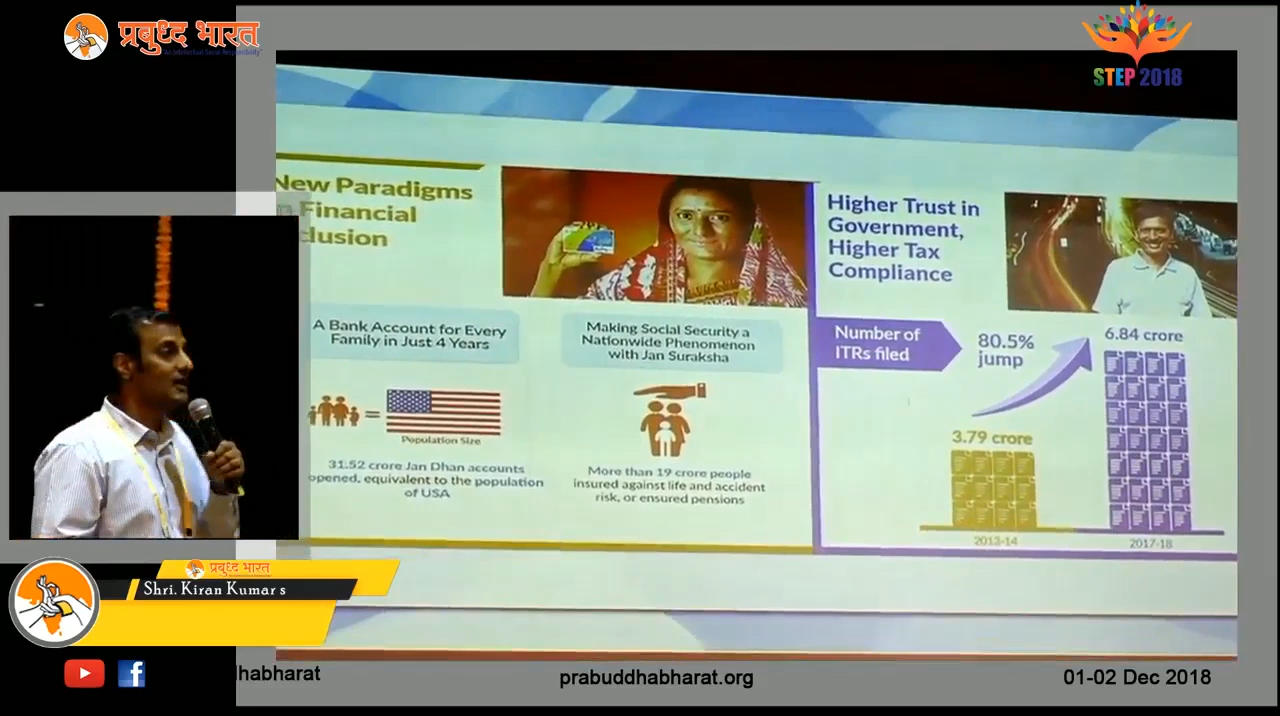 प्रबुध्द भारत
"An Intellectual Social Responsibility"
STEP 2018
New Paradigms
Financial
Higher Trust in
Government,
Higher Tax
Compliance
A Bank Account for Every
Family in Just 4 Years
Making Social Security a
Nationwide Phenomenon
with Jan Suraksha
Number of
ITRs filed
80.5%
jump
6.84 crore
3.79 crore
=
Population Size
31.52 crore Jan Dhan accounts
opened, equivalent to the population
of USA
More than 19 crore people
insured against life and accident
risk, or ensured pensions
2013-14
2017-18
प्रबुध्द भारत
Shri. Kiran Kumar s
prabuddhabharat.org
01-02 Dec 2018